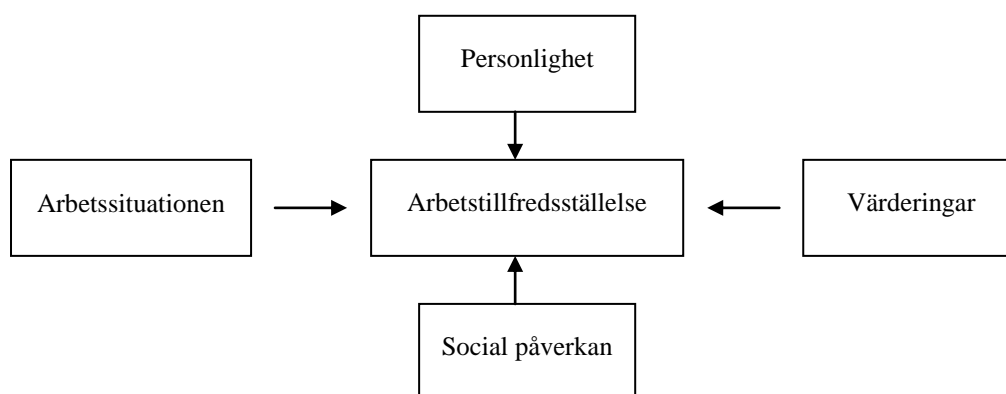 Personlighet
Arbetssituationen
Arbetstillfredsställelse
Värderingar
Social påverkan